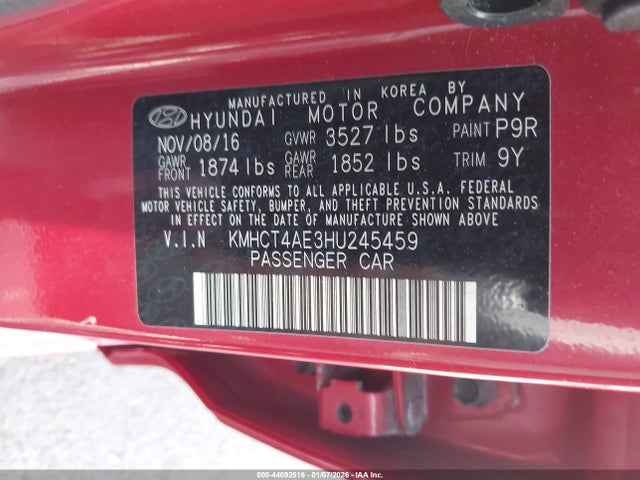 MANUFACTURED IN KOREA BY
HYUNDAI MOTOR COMPANY
NOV/08/16 GVWR 3527 lbs PAINT P9R
GAWR FRONT 1874 lbs GAWR REAR 1852 lbs TRIM 9Y
THIS VEHICLE CONFORMS TO ALL APPLICABLE U.S.A. FEDERAL
MOTOR VEHICLE SAFETY, BUMPER, AND THEFT PREVENTION STANDARDS
IN EFFECT ON THE DATE OF MANUFACTURE SHOWN ABOVE
V.I.N KMHCT4AE3HU245459
PASSENGER CAR
000-44092516 - 01/07/2026 - IAA Inc.